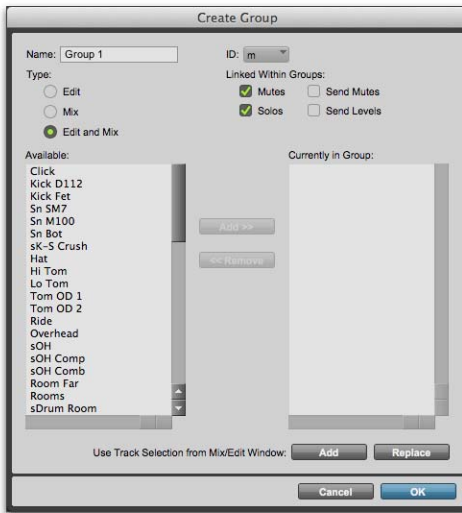 Create Group
Name: Group 1
ID: m
Type:
Edit
Mix
Edit and Mix
Linked Within Groups:
Mutes
Send Mutes
Solos
Send Levels
Available:
Click
Kick D112
Kick Fet
Sn SM7
Sn M100
Sn Bot
sK-S Crush
Hat
Hi Tom
Lo Tom
Tom OD 1
Tom OD 2
Ride
Overhead
sOH
sOH Comp
sOH Comb
Room Far
Rooms
sDrum Room
Add >>
<< Remove
Currently in Group:
Use Track Selection from Mix/Edit Window:
Add
Replace
Cancel
OK